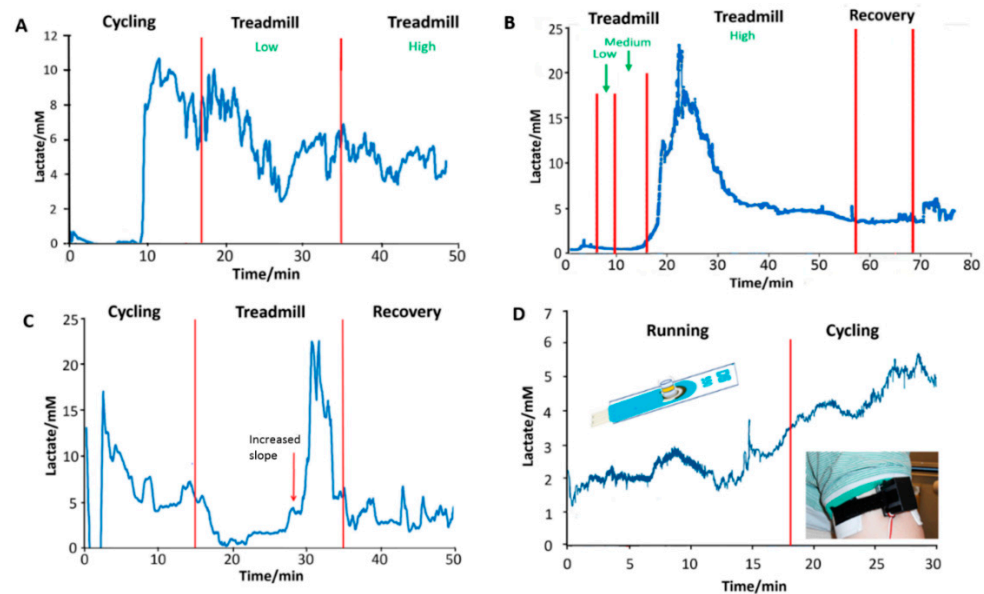 A
Cycling
Treadmill
Treadmill
Low
High
12
10
8
6
4
2
0
Lactate/mM
0
10
20
30
40
50
Time/min
B
Treadmill
Treadmill
Recovery
Low
Medium
High
25
20
15
10
5
0
Lactate/mM
0
10
20
30
40
50
60
70
80
Time/min
C
Cycling
Treadmill
Recovery
25
20
15
10
5
0
Lactate/mM
Increased
slope
0
10
20
30
40
50
Time/min
D
Running
Cycling
7
6
5
4
3
2
1
0
Lactate/mM
0
5
10
15
20
25
30
Time/min